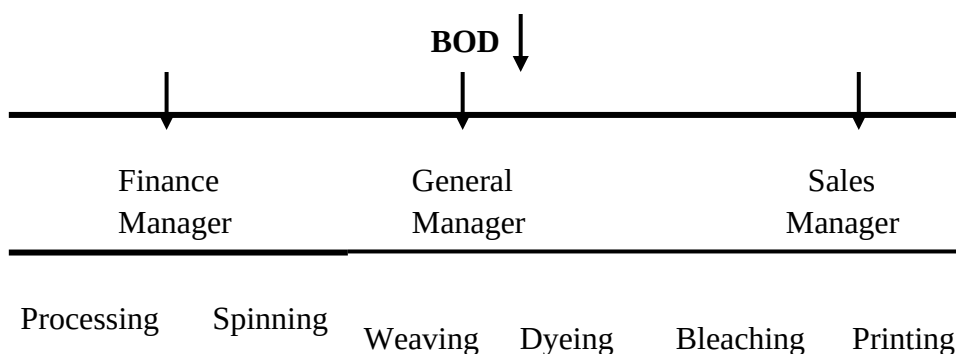 BOD
Finance Manager
General Manager
Sales Manager
Processing Spinning Weaving Dyeing Bleaching Printing